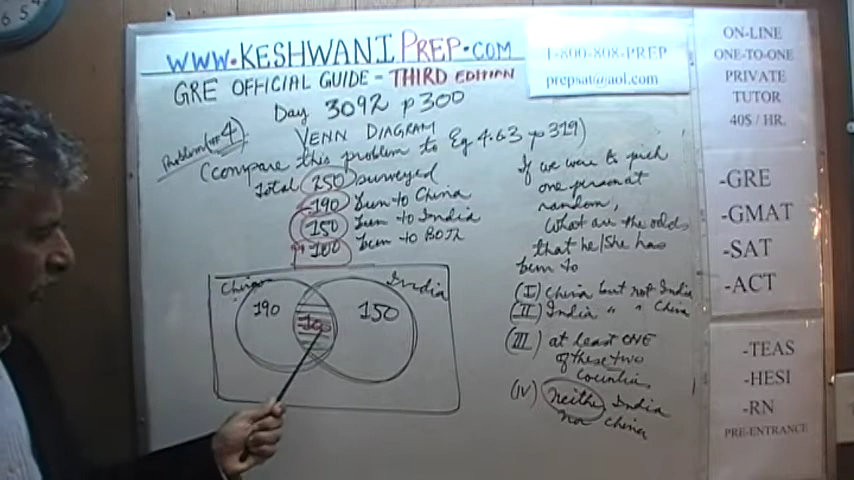 WWW.KESHWANIPREP.COM
1-800-808-PREP
prepsat@aol.com
GRE OFFICIAL GUIDE - THIRD EDITION
Day 3092 p300
Problem 4
VENN DIAGRAM
(Compare this problem to Eg 4.63 p 319)
Total 250 surveyed
190 been to China
150 been to India
100 been to BOTH
China India
190 100 150
If we were to pick
one person at
random,
What are the odds
that he/she has
been to
(I) China but not India
(II) India " " China
(III) at least ONE
of these two
countries
(IV) Neither India
nor China
ON-LINE
ONE-TO-ONE
PRIVATE
TUTOR
40$ / HR.
-GRE
-GMAT
-SAT
-ACT
-TEAS
-HESI
-RN
PRE-ENTRANCE